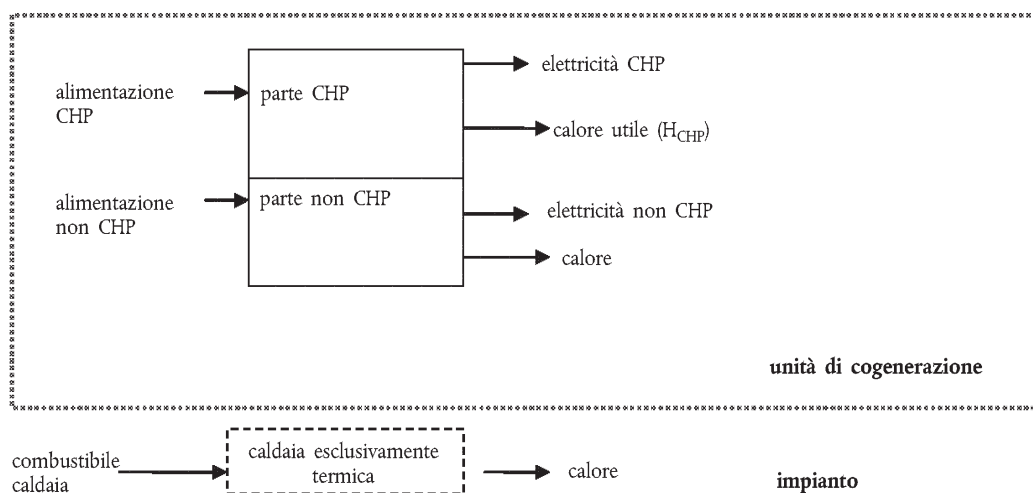 elettricità CHP
alimentazione
CHP
parte CHP
calore utile (HCHP)
alimentazione
non CHP
parte non CHP
elettricità non CHP
calore
unità di cogenerazione
combustibile
caldaia
caldaia esclusivamente
termica
calore
impianto